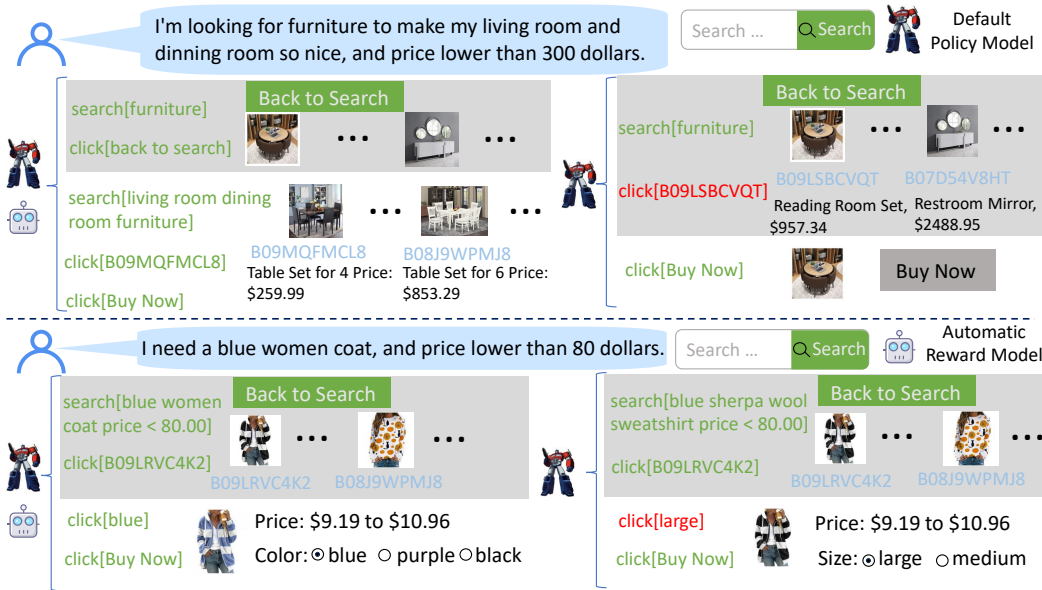 I'm looking for furniture to make my living room and
dinning room so nice, and price lower than 300 dollars.
Search ...
Search
Default
Policy Model
search[furniture]
Back to Search
...
...
click[back to search]
search[living room dining
room furniture]
...
...
click[B09MQFMCL8]
B09MQFMCL8
Table Set for 4 Price:
$259.99
B08J9WPMJ8
Table Set for 6 Price:
$853.29
click[Buy Now]
Back to Search
search[furniture]
...
...
click[B09LSBCVQT]
B09LSBCVQT
B07D54V8HT
Reading Room Set,
$957.34
Restroom Mirror,
$2488.95
click[Buy Now]
Buy Now
I need a blue women coat, and price lower than 80 dollars.
Search ...
Search
Automatic
Reward Model
search[blue women
coat price < 80.00]
Back to Search
...
...
click[B09LRVC4K2]
B09LRVC4K2
B08J9WPMJ8
click[blue]
Price: $9.19 to $10.96
click[Buy Now]
Color: blue purple black
search[blue sherpa wool
sweatshirt price < 80.00]
Back to Search
...
...
click[B09LRVC4K2]
B09LRVC4K2
B08J9WPMJ8
click[large]
Price: $9.19 to $10.96
click[Buy Now]
Size: large medium